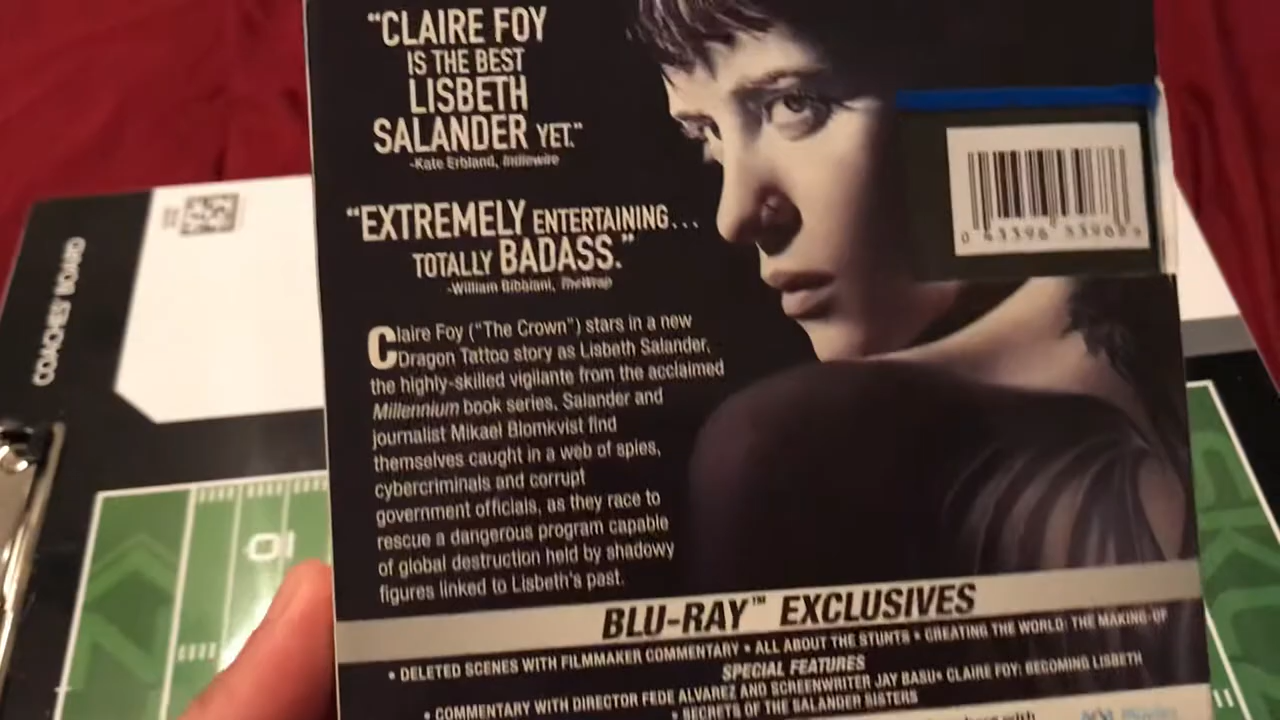 "CLAIRE FOY
IS THE BEST
LISBETH
SALANDER YET."
-Kate Erbland, Indiewire
"EXTREMELY ENTERTAINING...
TOTALLY BADASS."
-William Bibbiani, TheWrap
Claire Foy ("The Crown") stars in a new
Dragon Tattoo story as Lisbeth Salander,
the highly-skilled vigilante from the acclaimed
Millennium book series. Salander and
journalist Mikael Blomkvist find
themselves caught in a web of spies,
cybercriminals and corrupt
government officials, as they race to
rescue a dangerous program capable
of global destruction held by shadowy
figures linked to Lisbeth's past.
BLU-RAY™ EXCLUSIVES
• DELETED SCENES WITH FILMMAKER COMMENTARY • ALL ABOUT THE STUNTS • CREATING THE WORLD: THE MAKING-OF
SPECIAL FEATURES
• COMMENTARY WITH DIRECTOR FEDE ALVAREZ AND SCREENWRITER JAY BASU • CLAIRE FOY: BECOMING LISBETH
• SECRETS OF THE SALANDER SISTERS
COACHES' BOARD
10